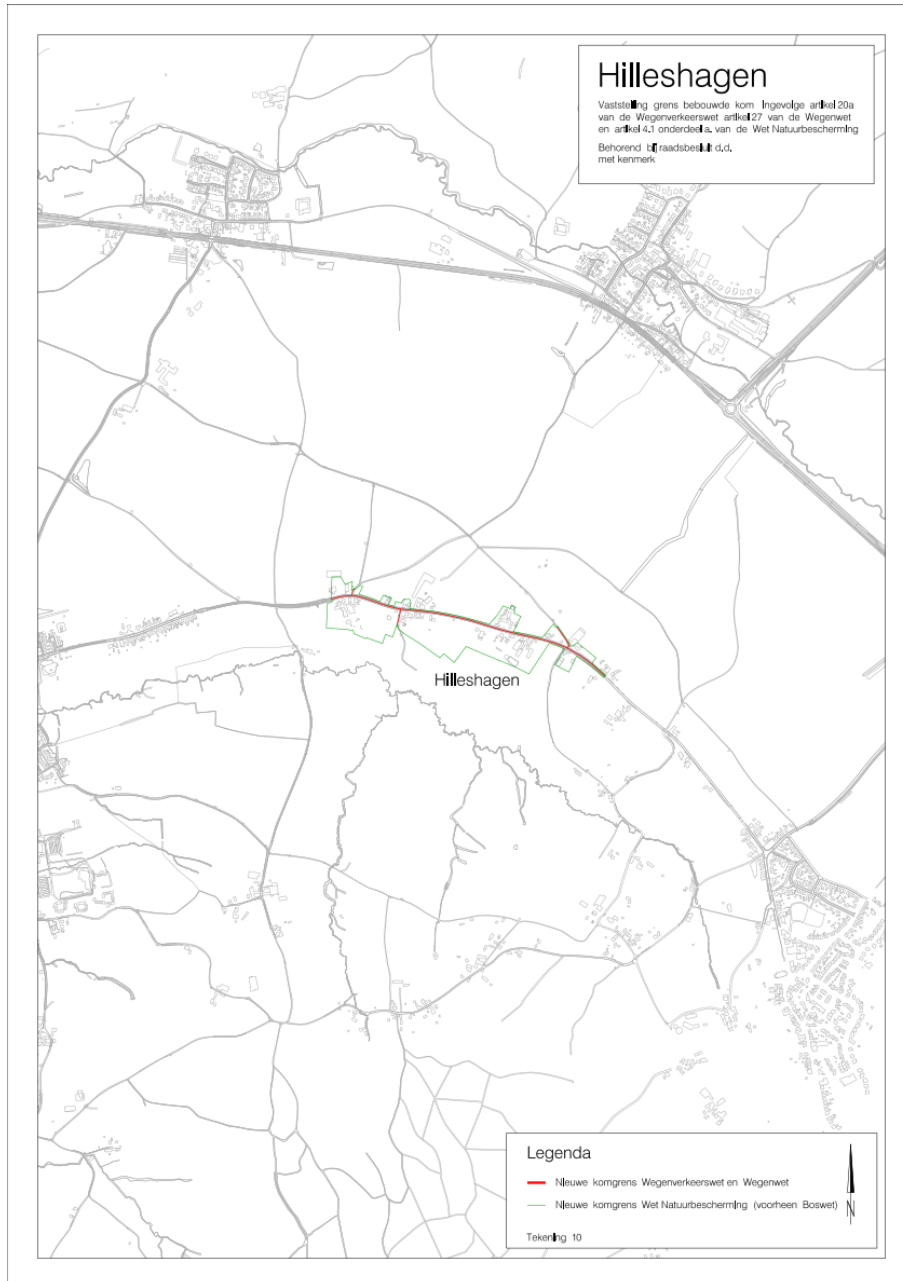 Hilleshagen
Vaststelling grens bebouwde kom ingevolge artikel 20a
van de Wegenverkeerswet artikel 27 van de Wegenwet
en artikel 4.1 onderdeel a. van de Wet Natuurbescherming
Behorend bij raadsbesluit d.d.
met kenmerk
Hilleshagen
Legenda
Nieuwe komgrens Wegenverkeerswet en Wegenwet
Nieuwe komgrens Wet Natuurbescherming (voorheen Boswet)
N
Tekening 10